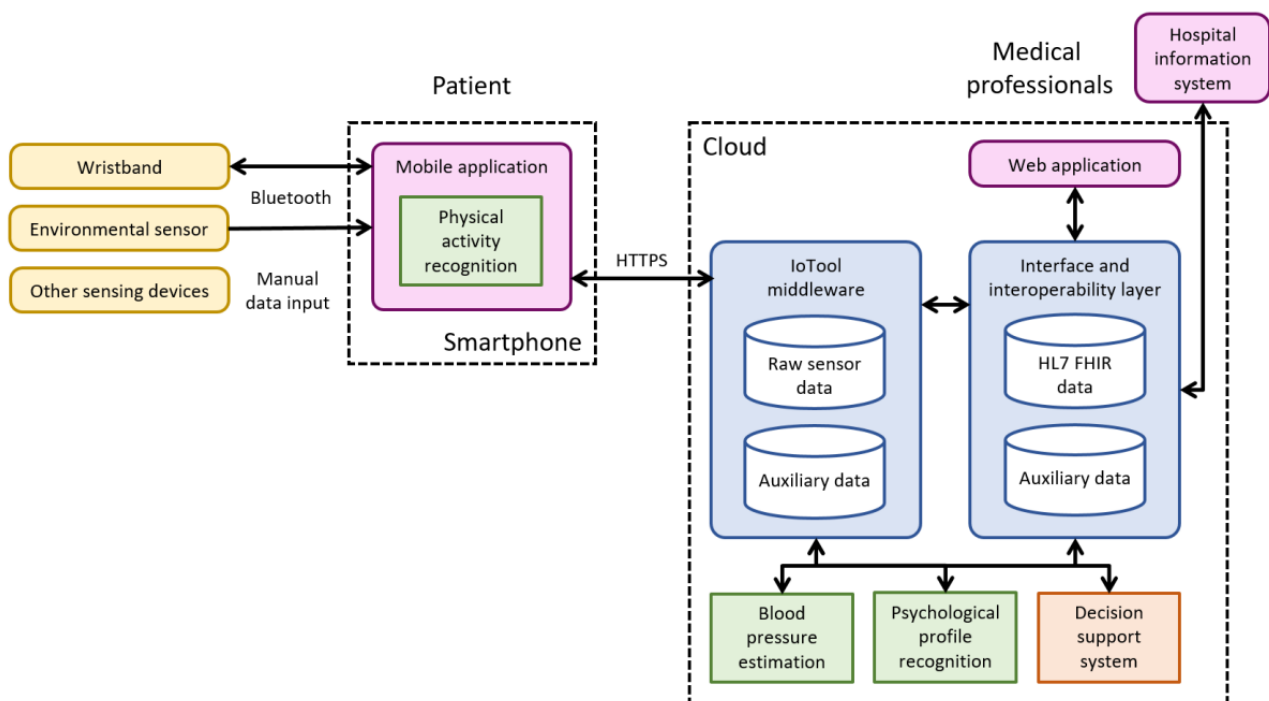 Hospital
information
system
Medical
professionals
Patient
Cloud
Wristband
Mobile application
Web application
Bluetooth
Physical
activity
recognition
Environmental sensor
HTTPS
IoTool
middleware
Interface and
interoperability layer
Other sensing devices
Manual
data input
Smartphone
Raw sensor
data
HL7 FHIR
data
Auxiliary data
Auxiliary data
Blood
pressure
estimation
Psychological
profile
recognition
Decision
support
system